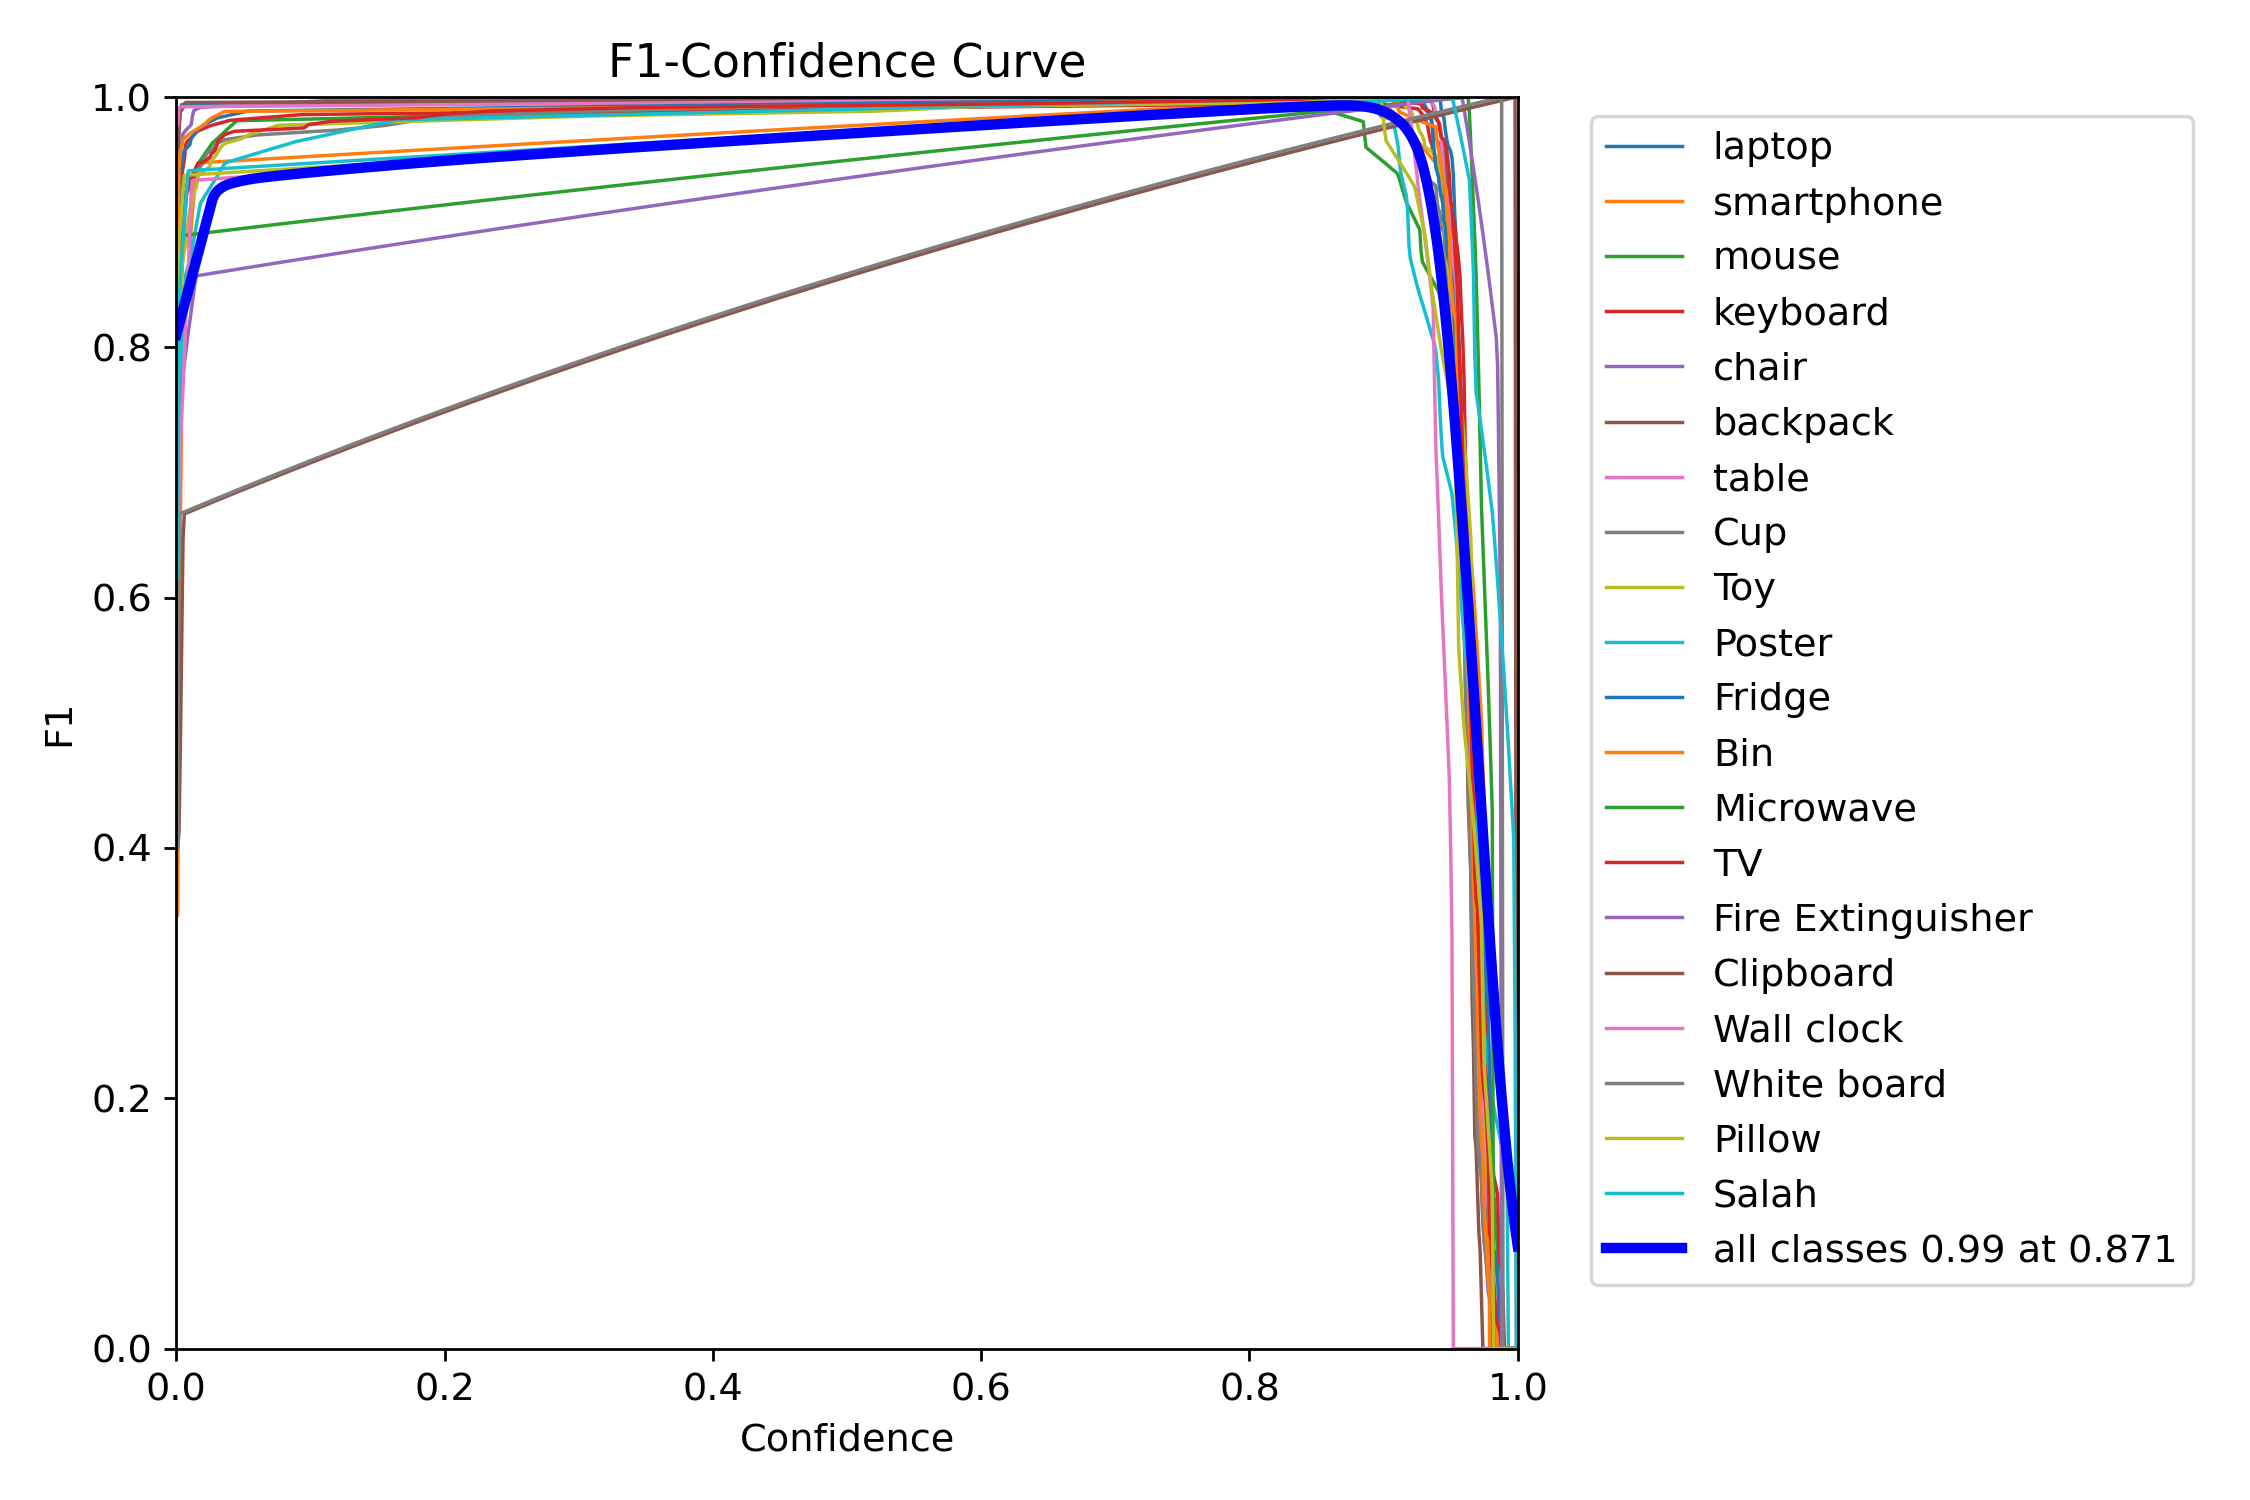 F1-Confidence Curve
1.0
0.8
0.6
0.4
0.2
0.0
F1
0.0 0.2 0.4 0.6 0.8 1.0
Confidence
laptop
smartphone
mouse
keyboard
chair
backpack
table
Cup
Toy
Poster
Fridge
Bin
Microwave
TV
Fire Extinguisher
Clipboard
Wall clock
White board
Pillow
Salah
all classes 0.99 at 0.871